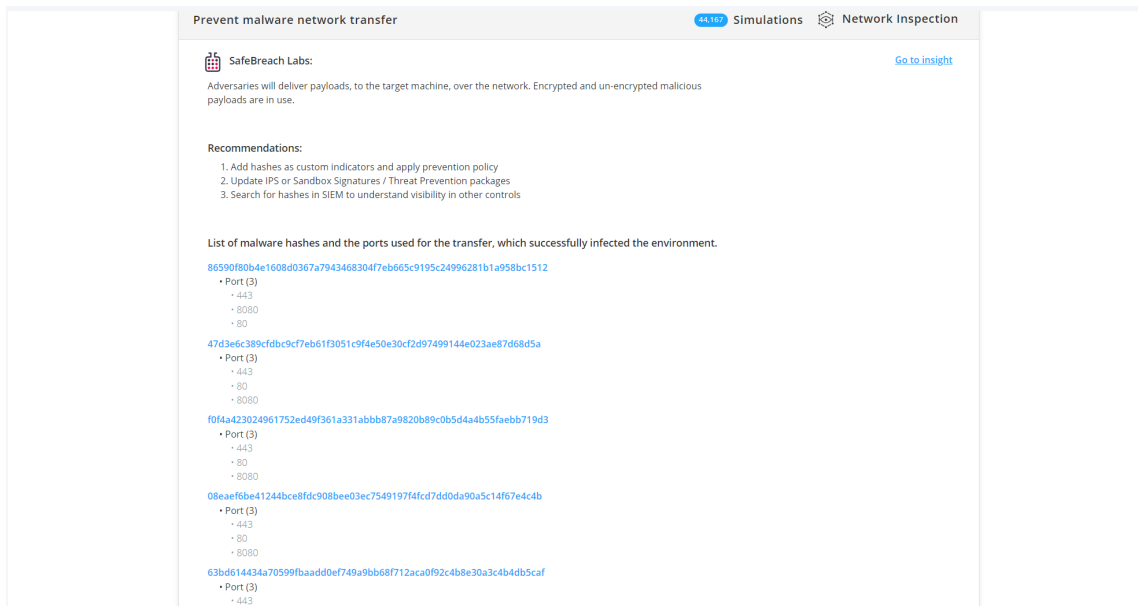 Prevent malware network transfer
44,167 Simulations
Network Inspection
SafeBreach Labs:
Go to insight
Adversaries will deliver payloads, to the target machine, over the network. Encrypted and un-encrypted malicious
payloads are in use.
Recommendations:
1. Add hashes as custom indicators and apply prevention policy
2. Update IPS or Sandbox Signatures / Threat Prevention packages
3. Search for hashes in SIEM to understand visibility in other controls
List of malware hashes and the ports used for the transfer, which successfully infected the environment.
86590f80b4e1608d0367a7943468304f7eb665c9195c24996281b1a958bc1512
• Port (3)
• 443
• 8080
• 80
47d3e6c389cfdbc9cf7eb61f3051c9f4e50e30cf2d97499144e023ae87d68d5a
• Port (3)
• 443
• 80
• 8080
f0f4a423024961752ed49f361a331abbb87a9820b89c0b5d4a4b55faebb719d3
• Port (3)
• 443
• 80
• 8080
08eaef6be41244bce8fdc908bee03ec7549197f4fcd7dd0da90a5c14f67e4c4b
• Port (3)
• 443
• 80
• 8080
63bd614434a70599fbaadd0ef749a9bb68f712aca0f92c4b8e30a3c4b4db5caf
• Port (3)
• 443